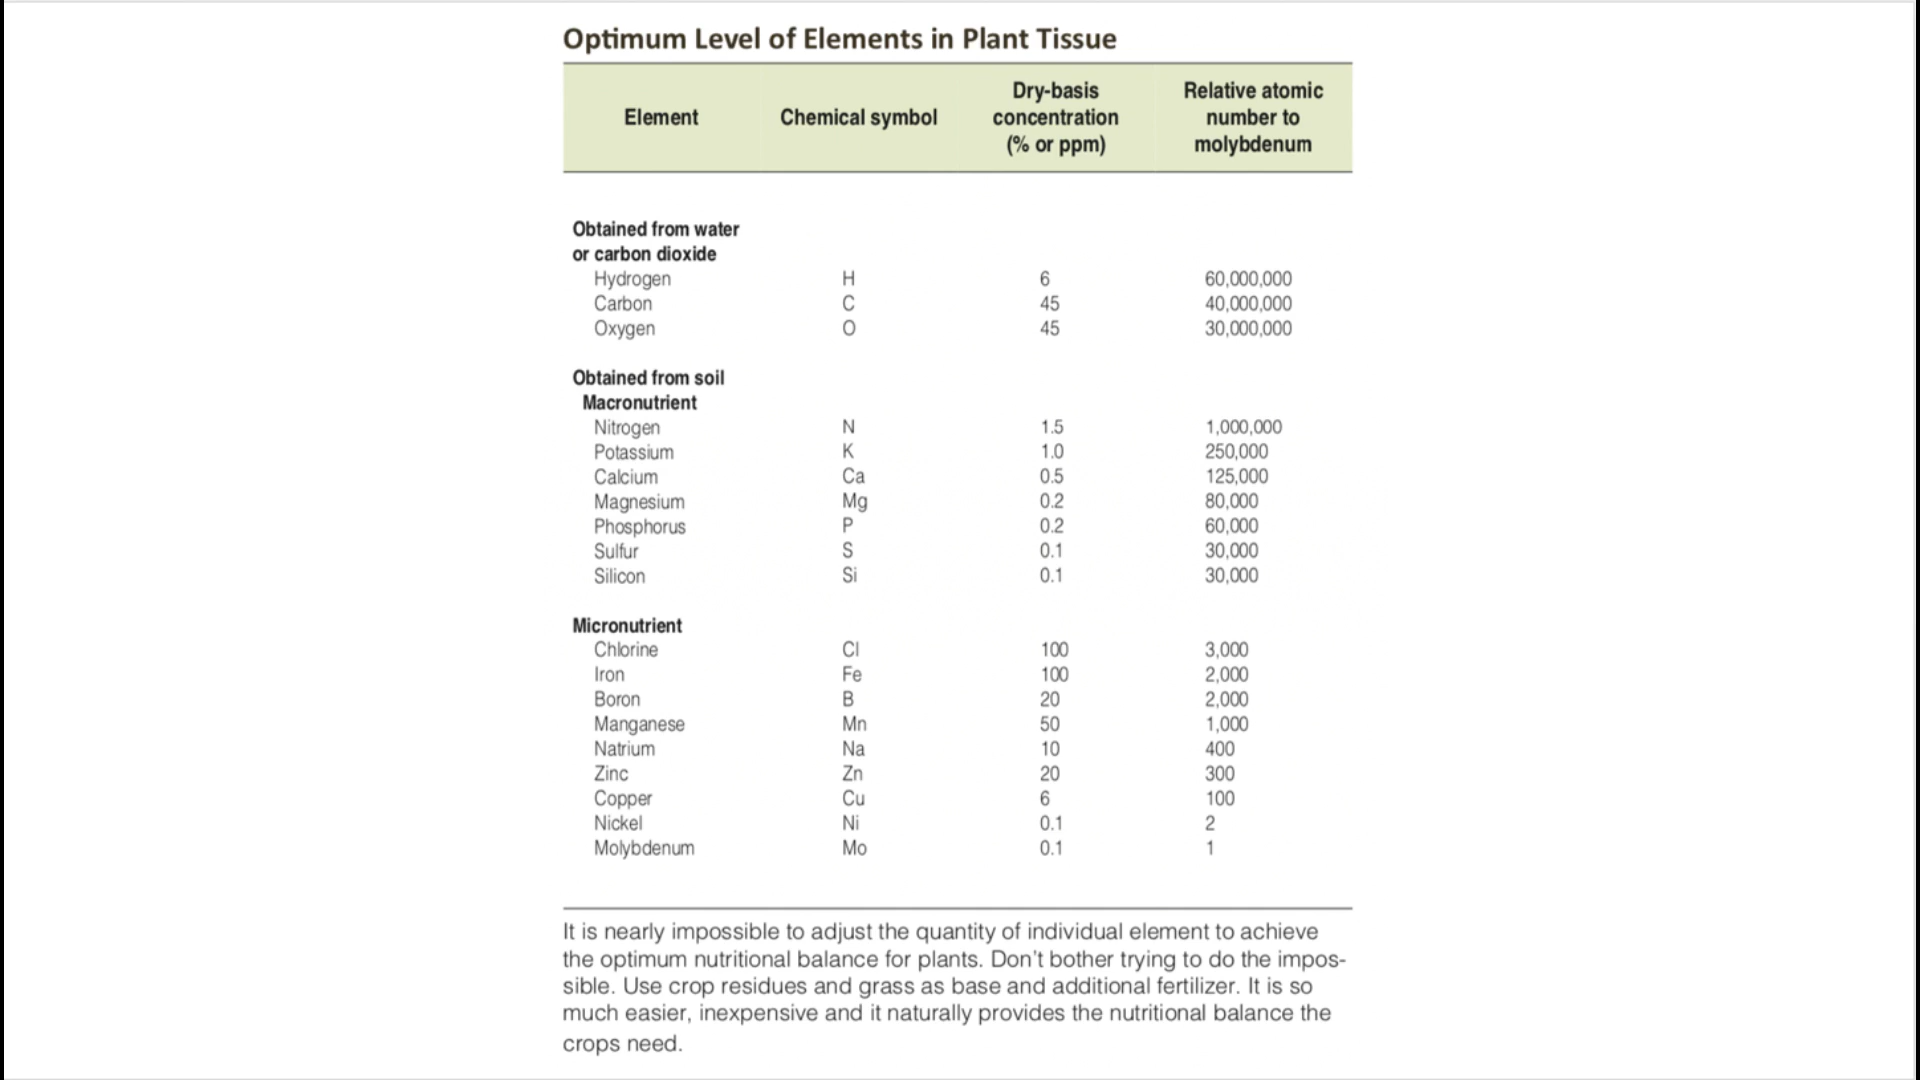 Optimum Level of Elements in Plant Tissue
Element Chemical symbol Dry-basis concentration (% or ppm) Relative atomic number to molybdenum
Obtained from water
or carbon dioxide
Hydrogen H 6 60,000,000
Carbon C 45 40,000,000
Oxygen O 45 30,000,000
Obtained from soil
Macronutrient
Nitrogen N 1.5 1,000,000
Potassium K 1.0 250,000
Calcium Ca 0.5 125,000
Magnesium Mg 0.2 80,000
Phosphorus P 0.2 60,000
Sulfur S 0.1 30,000
Silicon Si 0.1 30,000
Micronutrient
Chlorine Cl 100 3,000
Iron Fe 100 2,000
Boron B 20 2,000
Manganese Mn 50 1,000
Natrium Na 10 400
Zinc Zn 20 300
Copper Cu 6 100
Nickel Ni 0.1 2
Molybdenum Mo 0.1 1
It is nearly impossible to adjust the quantity of individual element to achieve
the optimum nutritional balance for plants. Don't bother trying to do the impos-
sible. Use crop residues and grass as base and additional fertilizer. It is so
much easier, inexpensive and it naturally provides the nutritional balance the
crops need.